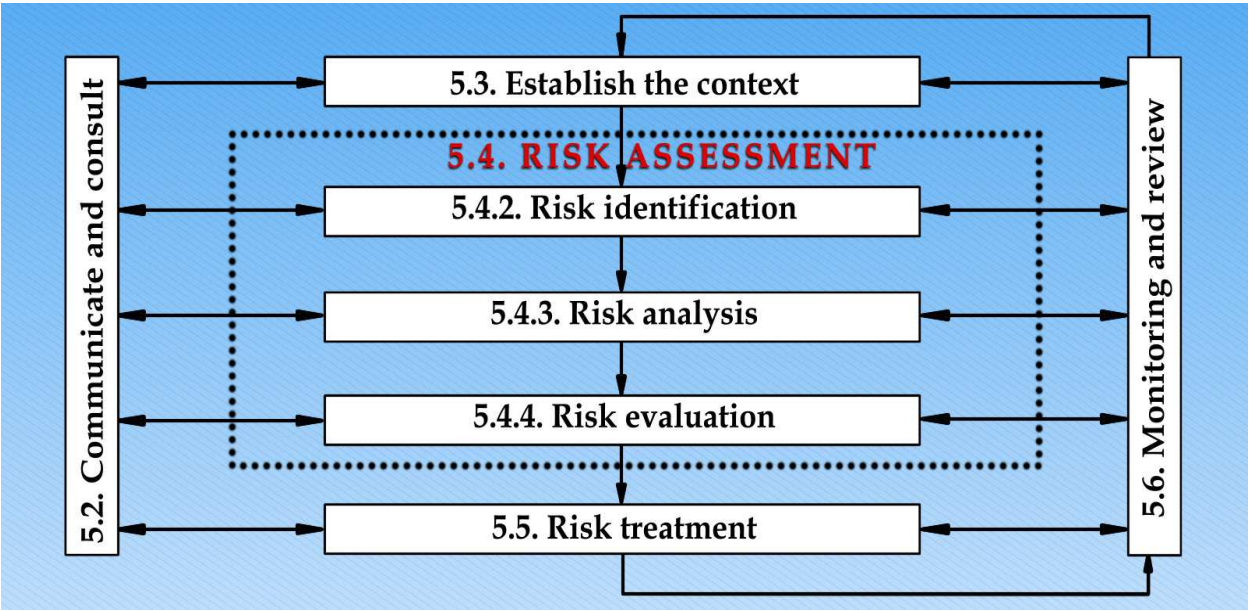 5.2. Communicate and consult
5.3. Establish the context
5.4. RISK ASSESSMENT
5.4.2. Risk identification
5.4.3. Risk analysis
5.4.4. Risk evaluation
5.5. Risk treatment
5.6. Monitoring and review